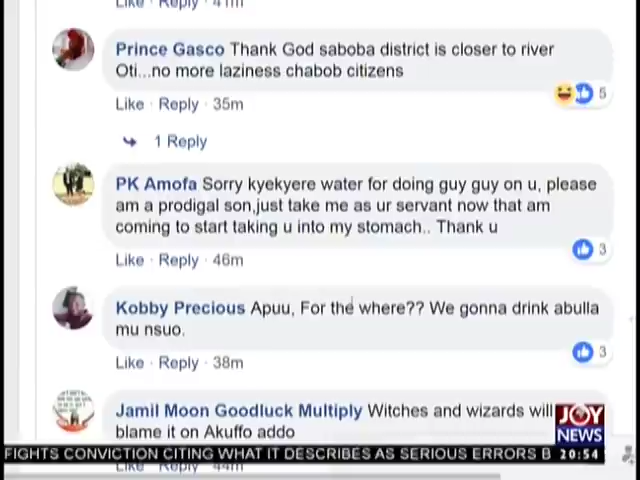 Like · Reply · 41m
Prince Gasco Thank God saboba district is closer to river
Oti...no more laziness chabob citizens
5
Like · Reply · 35m
1 Reply
PK Amofa Sorry kyekyere water for doing guy guy on u, please
am a prodigal son,just take me as ur servant now that am
coming to start taking u into my stomach.. Thank u
3
Like · Reply · 46m
Kobby Precious Apuu, For the where?? We gonna drink abulla
mu nsuo.
3
Like · Reply · 38m
Jamil Moon Goodluck Multiply Witches and wizards will
blame it on Akuffo addo
JOY
NEWS
FIGHTS CONVICTION CITING WHAT IT DESCRIBES AS SERIOUS ERRORS B
20:54
Like · Reply · 44m